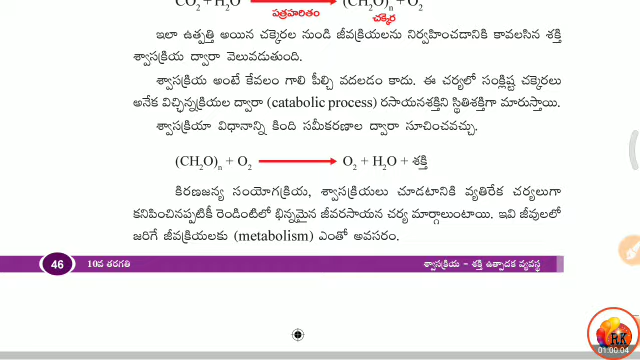 CO2 + H2O (CH2O)n + O2
పత్రహరితం చక్కెర
ఇలా ఉత్పత్తి అయిన చక్కెరల నుండి జీవక్రియలను నిర్వహించడానికి కావలసిన శక్తి
శ్వాసక్రియ ద్వారా వెలువడుతుంది.
శ్వాసక్రియ అంటే కేవలం గాలి పీల్చి వదలడం కాదు. ఈ చర్యలో సంక్లిష్ట చక్కెరలు
అనేక విచ్ఛిన్నక్రియల ద్వారా (catabolic process) రసాయనశక్తిని స్థితిశక్తిగా మారుస్తాయి.
శ్వాసక్రియా విధానాన్ని కింది సమీకరణాల ద్వారా సూచించవచ్చు.
(CH2O)n + O2 O2 + H2O + శక్తి
కిరణజన్య సంయోగక్రియ, శ్వాసక్రియలు చూడటానికి వ్యతిరేక చర్యలుగా
కనిపించినప్పటికీ రెండింటిలో భిన్నమైన జీవరసాయన చర్య మార్గాలుంటాయి. ఇవి జీవులలో
జరిగే జీవక్రియలకు (metabolism) ఎంతో అవసరం.
46 10వ తరగతి శ్వాసక్రియ - శక్తి ఉత్పాదక వ్యవస్థ
RK
01:00:04